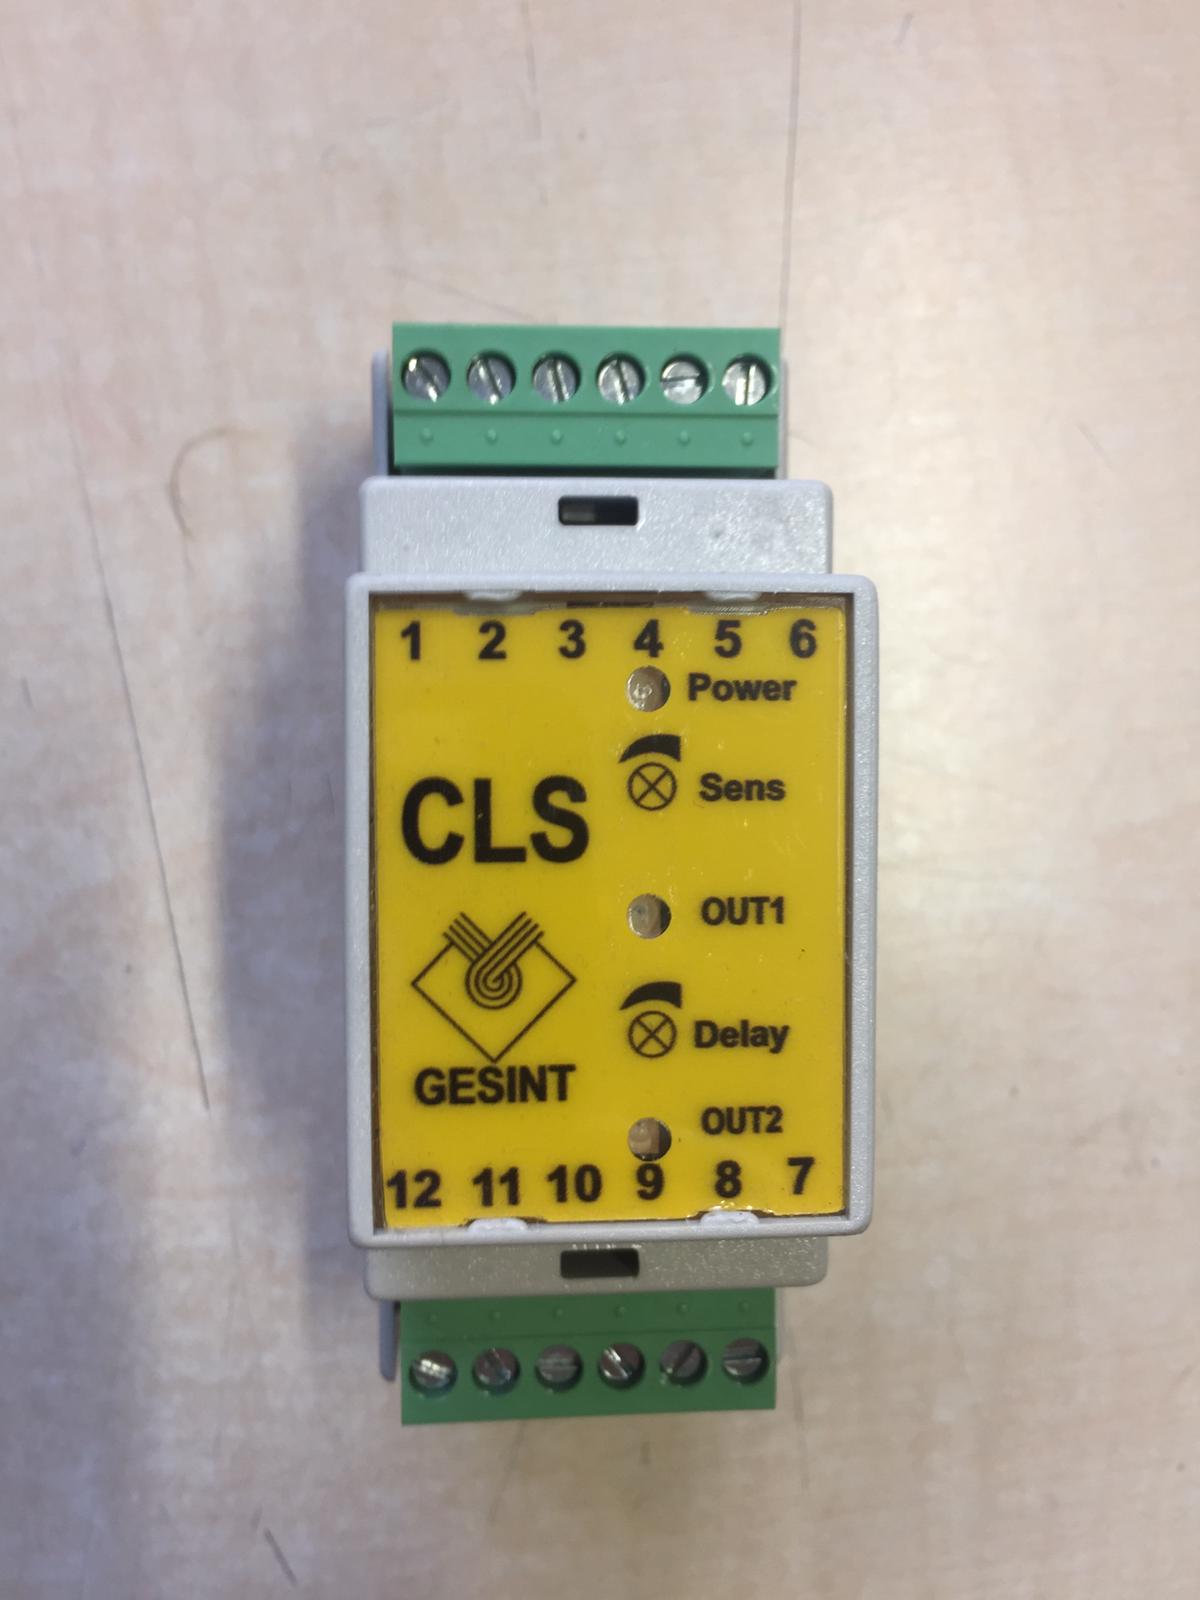 1 2 3 4 5 6
Power
CLS
Sens
OUT1
GESINT
Delay
OUT2
12 11 10 9 8 7